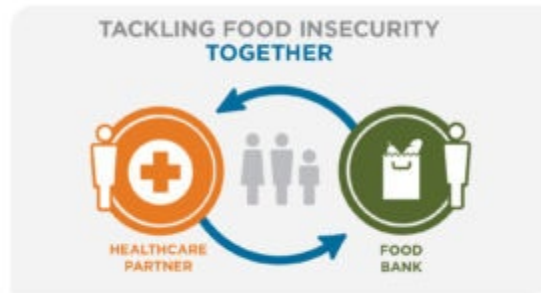 TACKLING FOOD INSECURITY
TOGETHER
HEALTHCARE
PARTNER
FOOD
BANK